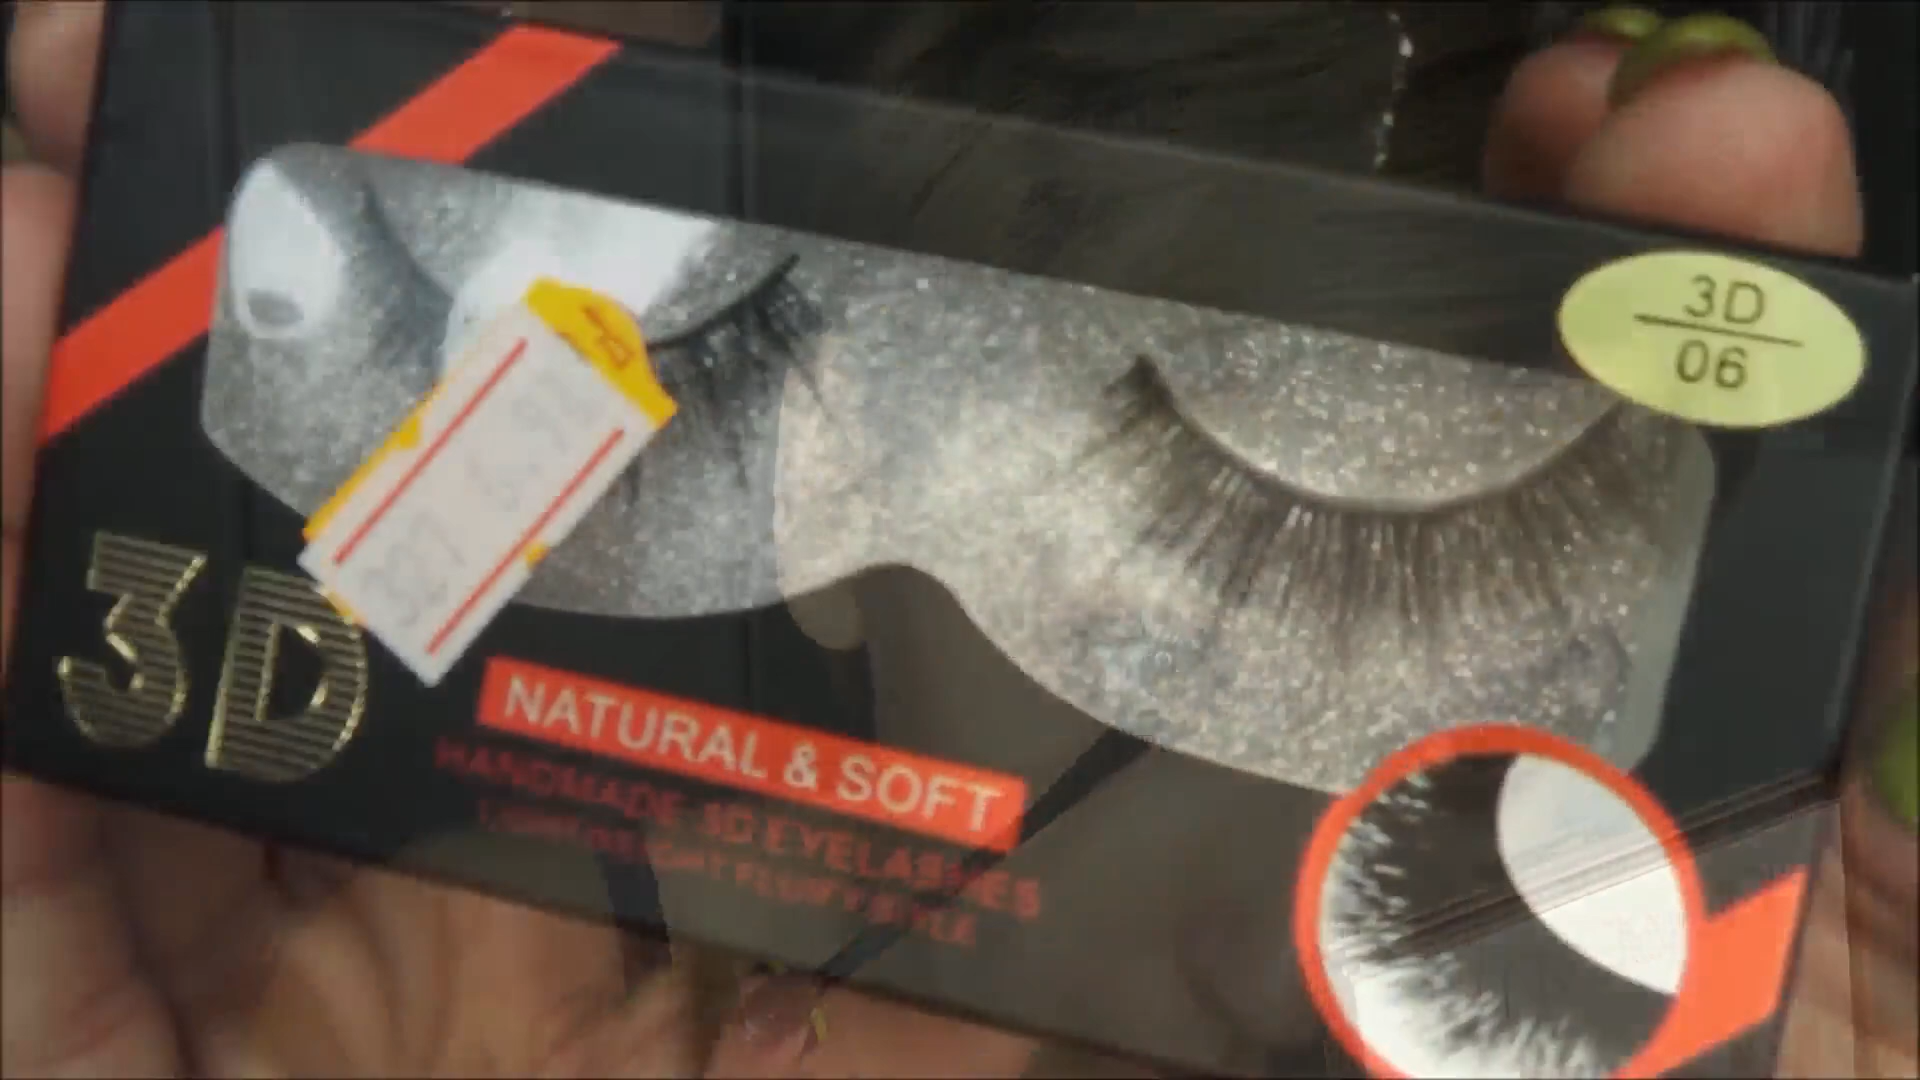 3D
06
3D
NATURAL & SOFT
HANDMADE 3D EYELASHES